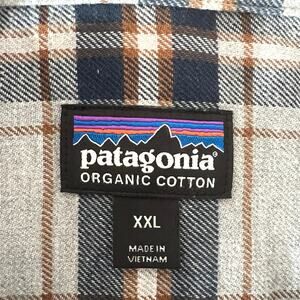 patagonia®
ORGANIC COTTON
XXL
MADE IN
VIETNAM